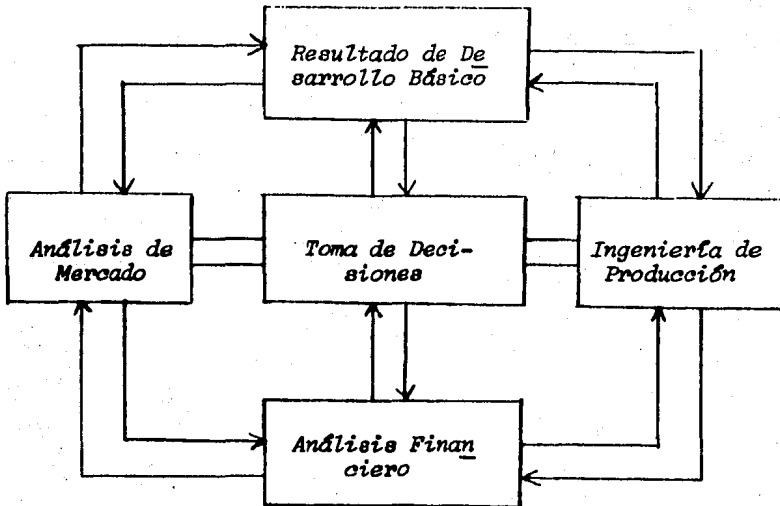 Resultado de De
sarrollo Básico
Análisis de
Mercado
Toma de Deci-
siones
Ingeniería de
Producción
Análisis Finan
ciero